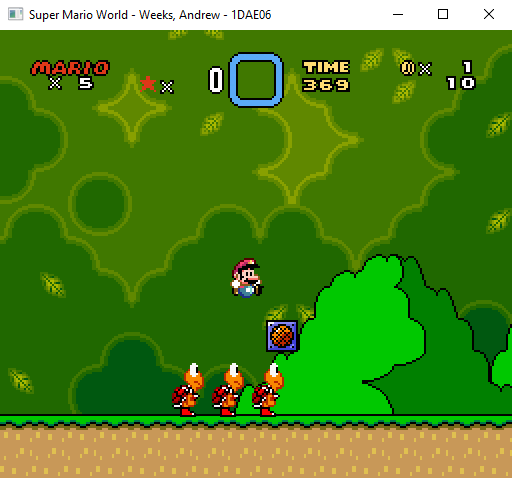 Super Mario World - Weeks, Andrew - 1DAE06
MARIO TIME x 1
x 5 ★ x 0 369 10